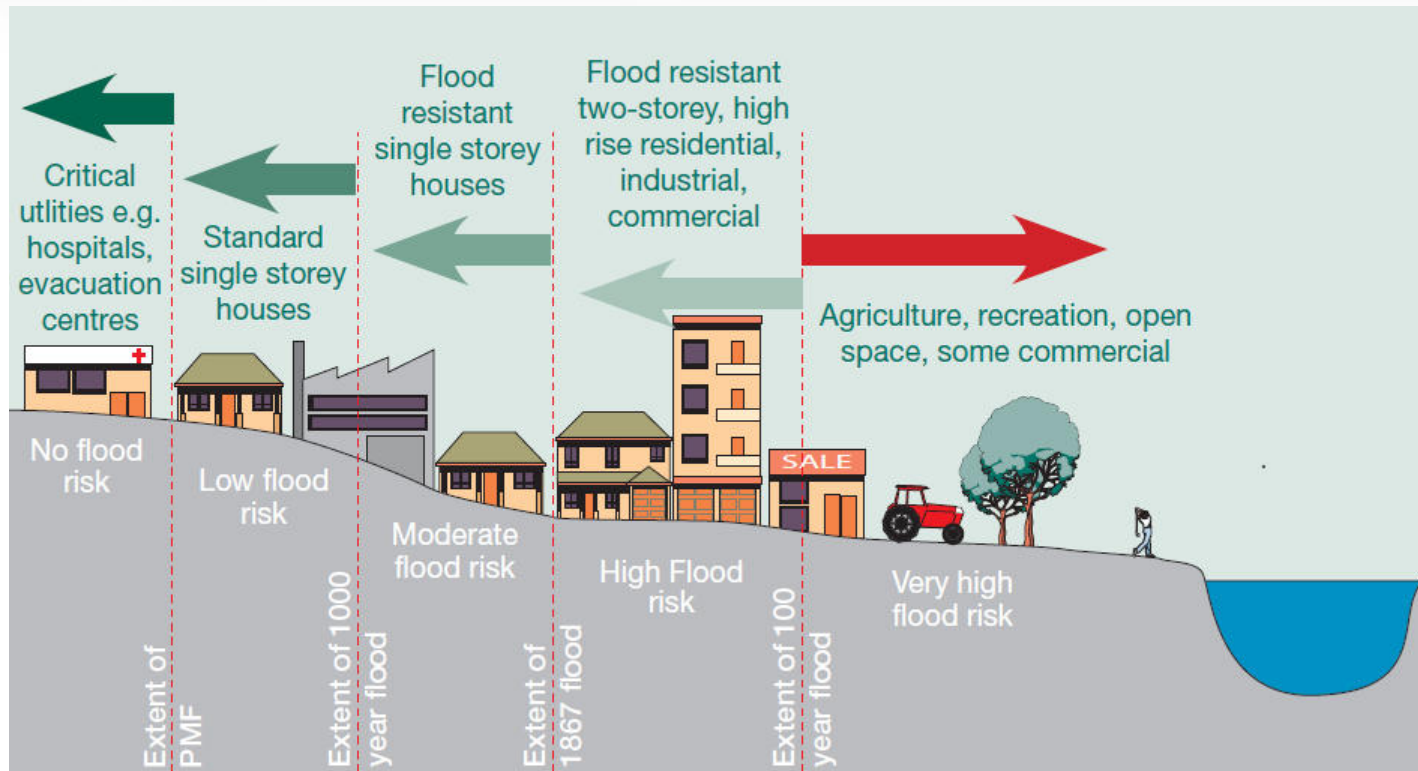 Critical
utlities e.g.
hospitals,
evacuation
centres
Standard
single storey
houses
Flood
resistant
single storey
houses
Flood resistant
two-storey, high
rise residential,
industrial,
commercial
Agriculture, recreation, open
space, some commercial
SALE
No flood
risk
Low flood
risk
Moderate
flood risk
High Flood
risk
Very high
flood risk
Extent of
PMF
Extent of 1000
year flood
Extent of
1867 flood
Extent of 100
year flood